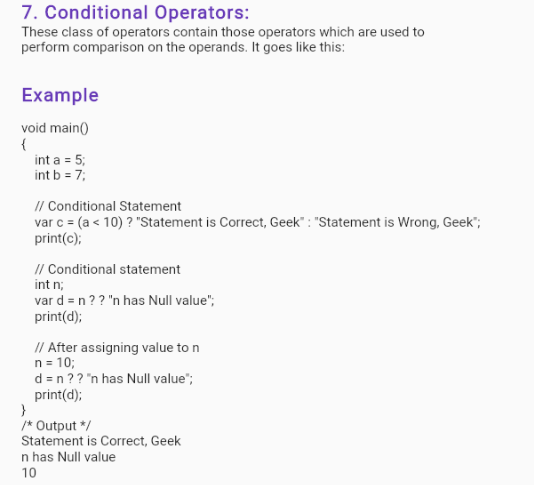 7. Conditional Operators:
These class of operators contain those operators which are used to
perform comparison on the operands. It goes like this:
Example
void main()
{
int a = 5;
int b = 7;
// Conditional Statement
var c = (a < 10) ? "Statement is Correct, Geek" : "Statement is Wrong, Geek";
print(c);
// Conditional statement
int n;
var d = n ? ? "n has Null value";
print(d);
// After assigning value to n
n = 10;
d = n ? ? "n has Null value";
print(d);
}
/* Output */
Statement is Correct, Geek
n has Null value
10